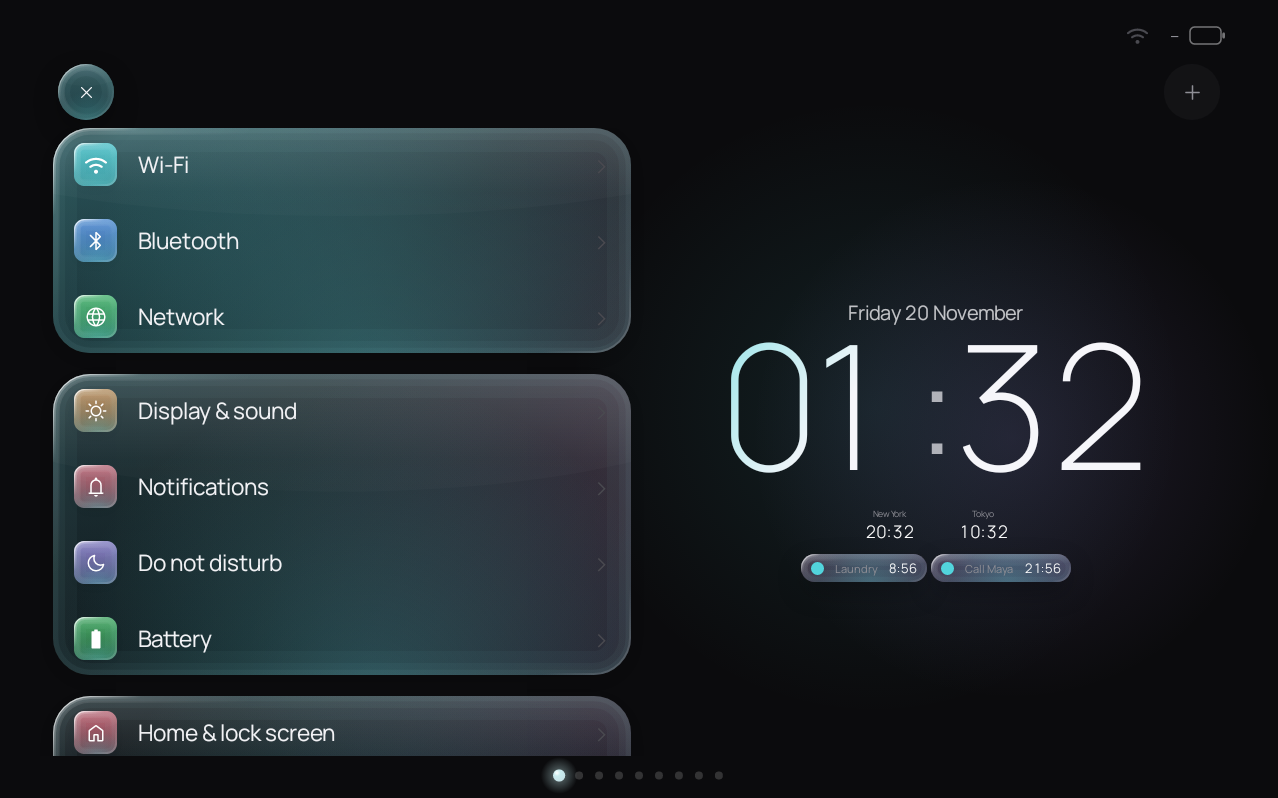 –
Wi-Fi
Bluetooth
Network
Display & sound
Notifications
Do not disturb
Battery
Home & lock screen
Friday 20 November
01:32
New York
20:32
Tokyo
10:32
Laundry 8:56
Call Maya 21:56